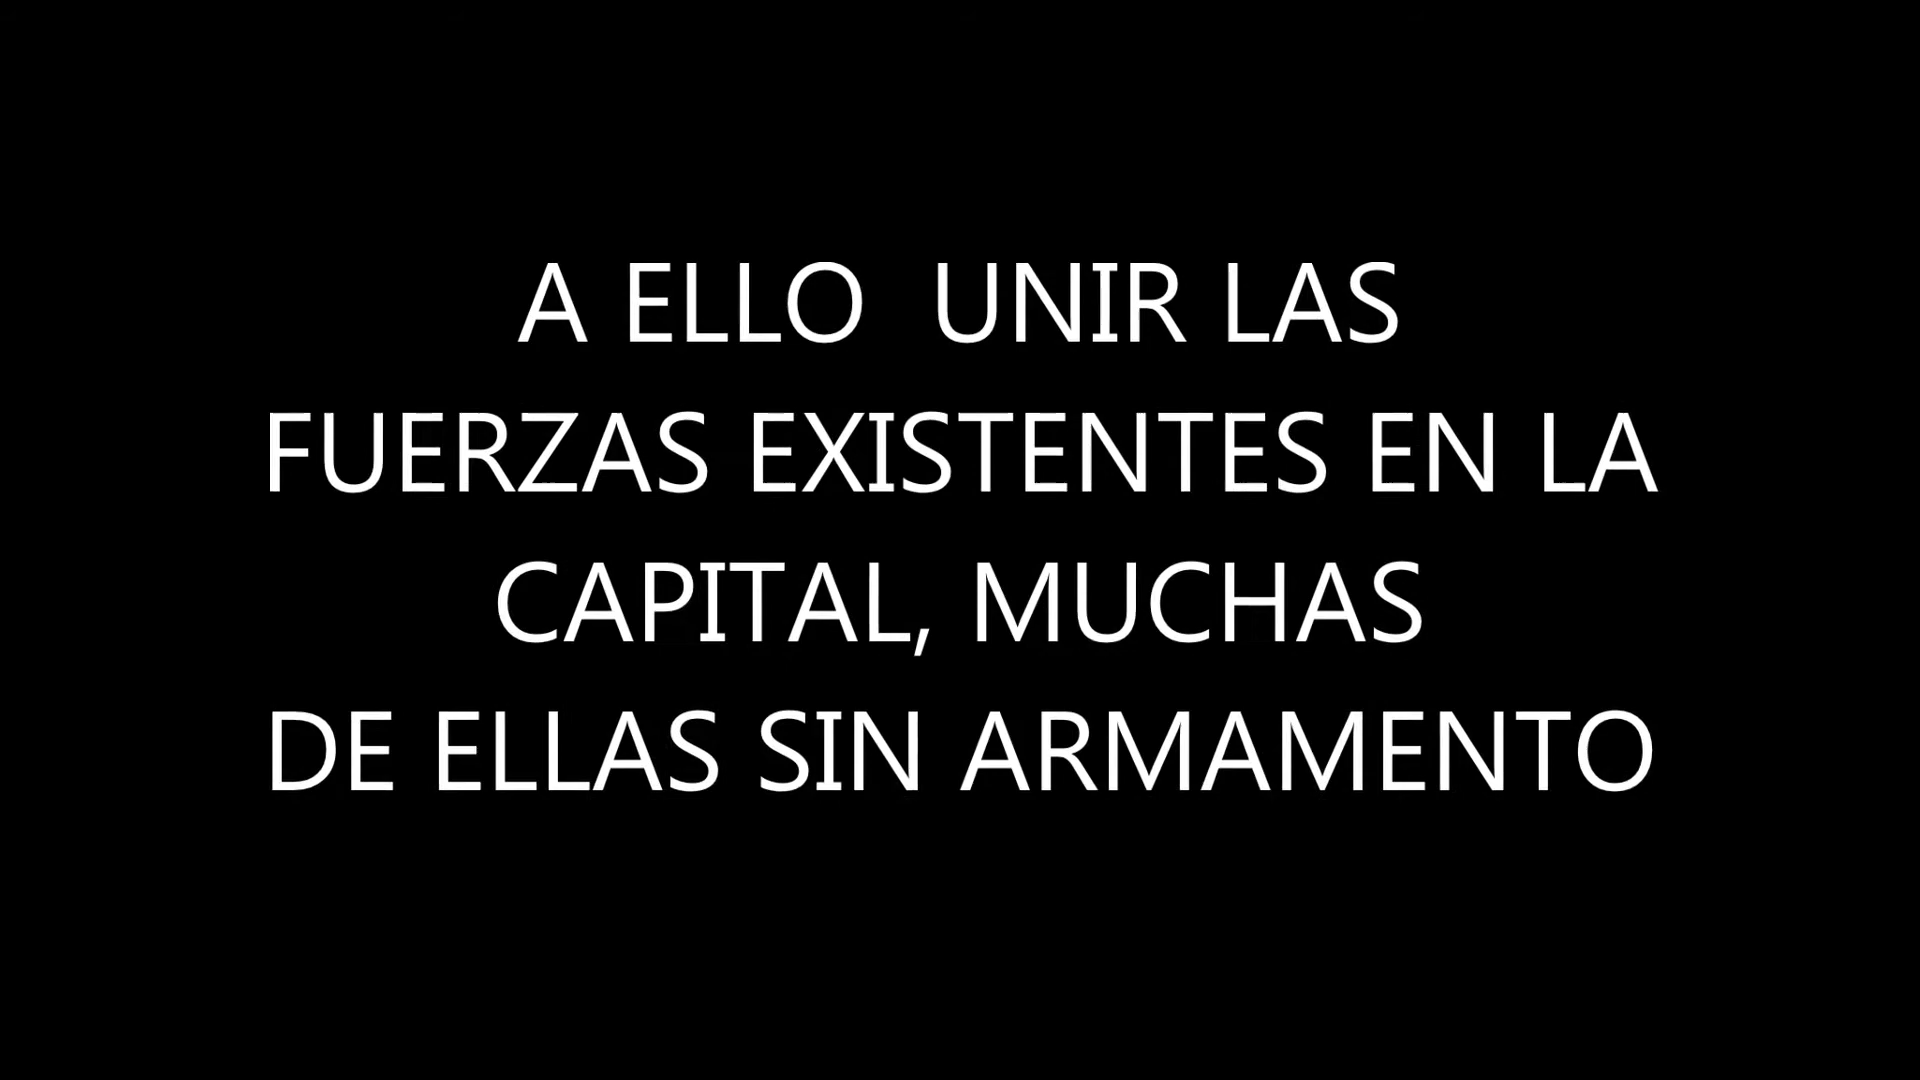 A ELLO  UNIR LAS
FUERZAS EXISTENTES EN LA
CAPITAL, MUCHAS
DE ELLAS SIN ARMAMENTO